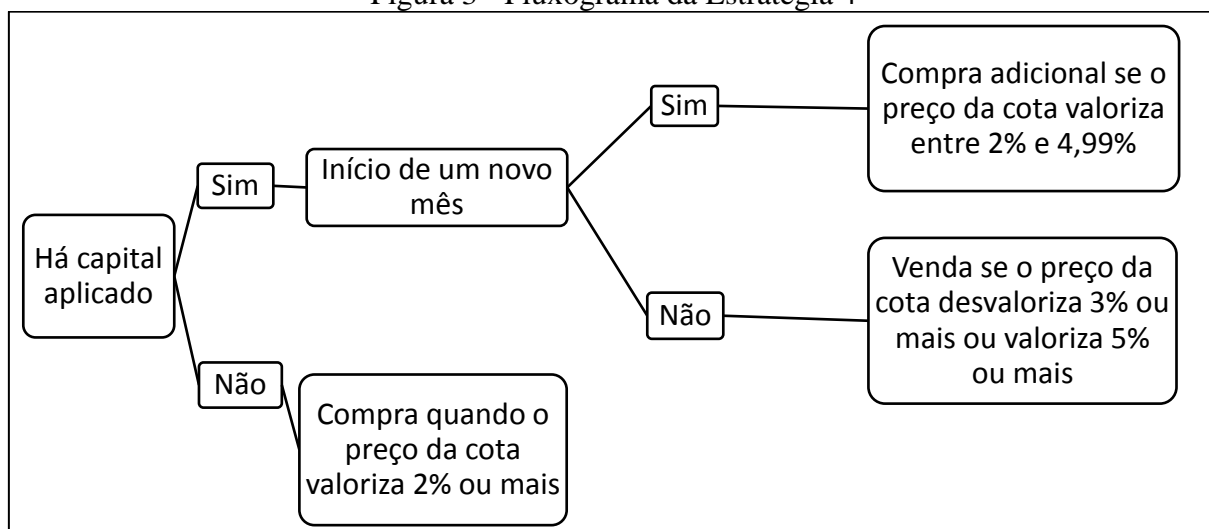 Figura 3 - Fluxograma da Estratégia 4
Há capital
aplicado
Sim
Início de um novo
mês
Sim
Compra adicional se o
preço da cota valoriza
entre 2% e 4,99%
Não
Venda se o preço da
cota desvaloriza 3% ou
mais ou valoriza 5%
ou mais
Não
Compra quando o
preço da cota
valoriza 2% ou mais